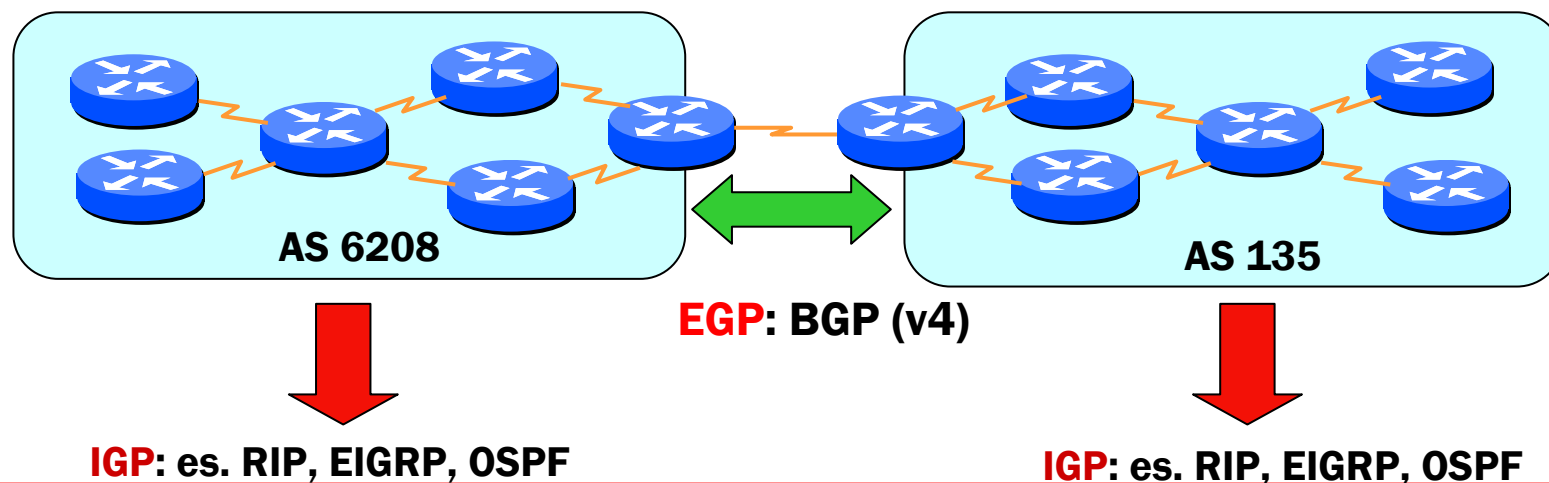 AS 6208
AS 135
EGP: BGP (v4)
IGP: es. RIP, EIGRP, OSPF
IGP: es. RIP, EIGRP, OSPF